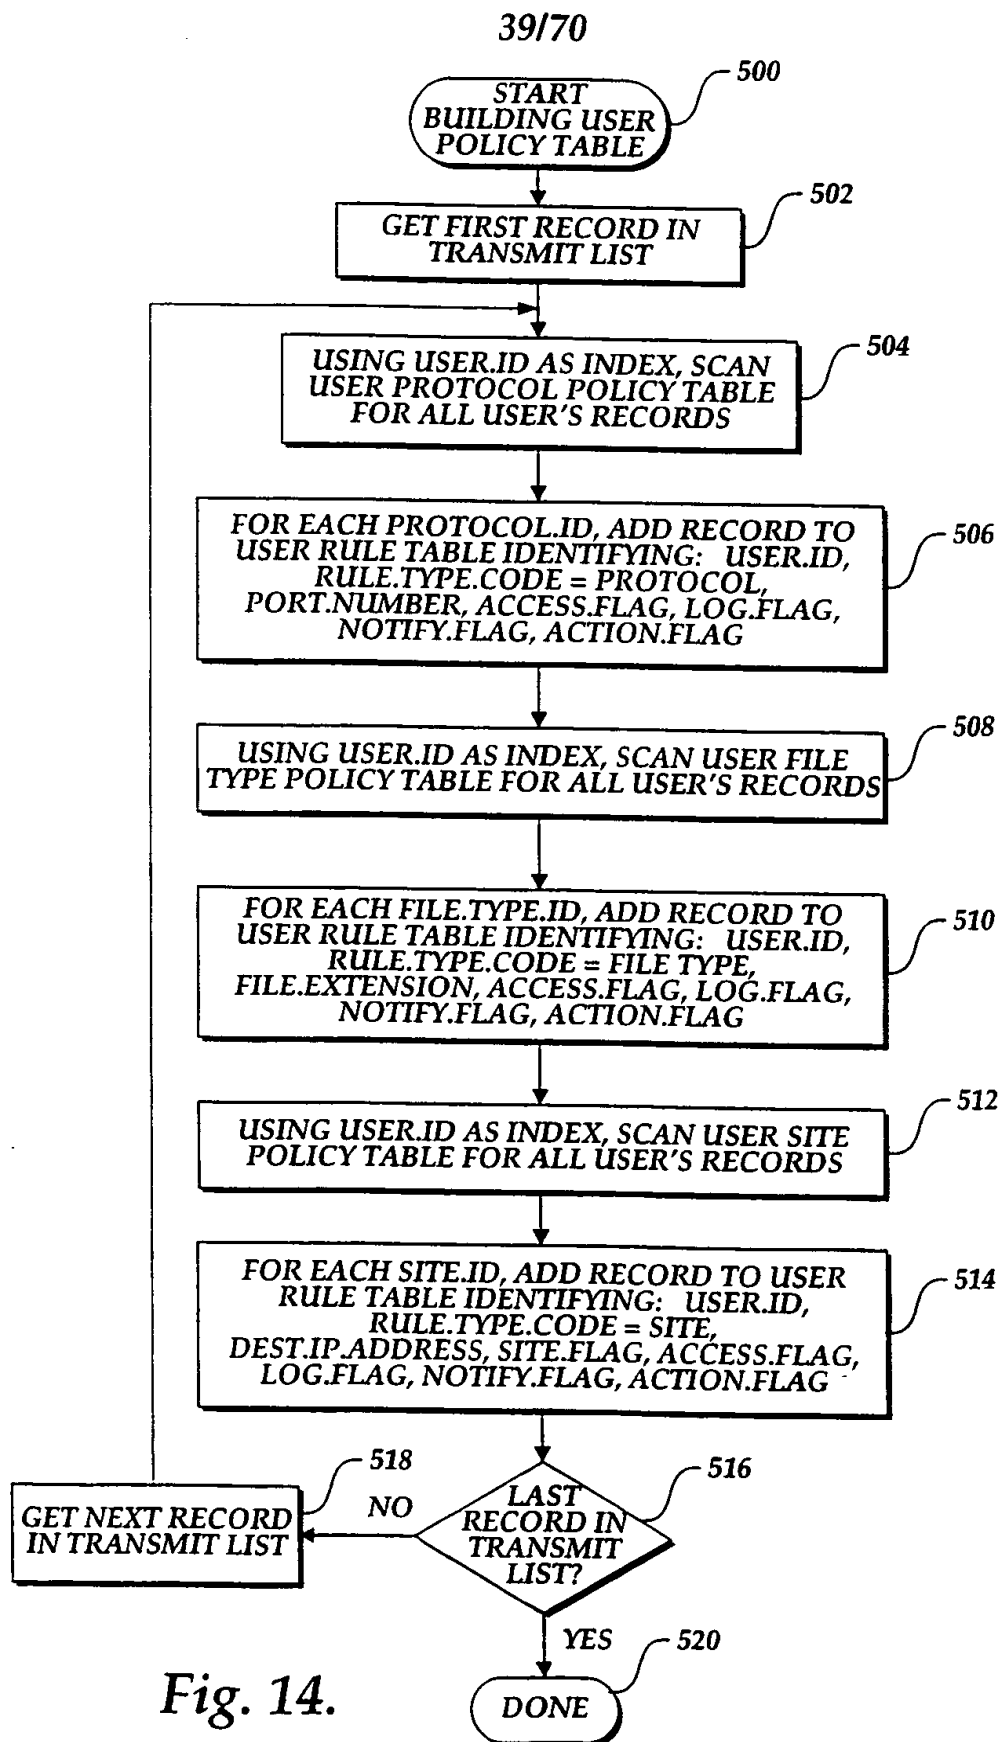 39/70
500
START
BUILDING USER
POLICY TABLE
502
GET FIRST RECORD IN
TRANSMIT LIST
504
USING USER.ID AS INDEX, SCAN
USER PROTOCOL POLICY TABLE
FOR ALL USER'S RECORDS
506
FOR EACH PROTOCOL.ID, ADD RECORD TO
USER RULE TABLE IDENTIFYING: USER.ID,
RULE.TYPE.CODE = PROTOCOL,
PORT.NUMBER, ACCESS.FLAG, LOG.FLAG,
NOTIFY.FLAG, ACTION.FLAG
508
USING USER.ID AS INDEX, SCAN USER FILE
TYPE POLICY TABLE FOR ALL USER'S RECORDS
510
FOR EACH FILE.TYPE.ID, ADD RECORD TO
USER RULE TABLE IDENTIFYING: USER.ID,
RULE.TYPE.CODE = FILE TYPE,
FILE.EXTENSION, ACCESS.FLAG, LOG.FLAG,
NOTIFY.FLAG, ACTION.FLAG
512
USING USER.ID AS INDEX, SCAN USER SITE
POLICY TABLE FOR ALL USER'S RECORDS
514
FOR EACH SITE.ID, ADD RECORD TO USER
RULE TABLE IDENTIFYING: USER.ID,
RULE.TYPE.CODE = SITE,
DEST.IP.ADDRESS, SITE.FLAG, ACCESS.FLAG,
LOG.FLAG, NOTIFY.FLAG, ACTION.FLAG
516
LAST
RECORD IN
TRANSMIT
LIST?
NO
518
GET NEXT RECORD
IN TRANSMIT LIST
YES
520
DONE
Fig. 14.